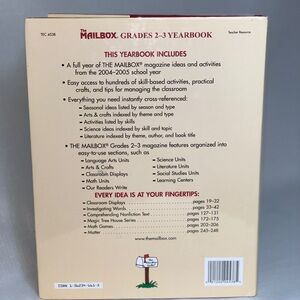 TEC 60136
Teacher Resource
The MAILBOX® GRADES 2–3 YEARBOOK
THIS YEARBOOK INCLUDES
• A full year of THE MAILBOX® magazine ideas and activities
from the 2004–2005 school year
• Easy access to hundreds of skill-based activities, practical
crafts, and tips for managing the classroom
• Everything you need instantly cross-referenced:
– Seasonal ideas listed by season and type
– Arts & crafts indexed by theme and type
– Activities listed by skills
– Science ideas indexed by skill and topic
– Literature indexed by theme, author, and book title
• THE MAILBOX® Grades 2–3 magazine features organized into
easy-to-use sections, such as
– Language Arts Units – Science Units
– Arts & Crafts – Literature Units
– Classroom Displays – Social Studies Units
– Math Units – Learning Centers
– Our Readers Write
EVERY IDEA IS AT YOUR FINGERTIPS:
• Classroom Displays pages 19–32
• Investigating Words pages 33–42
• Comprehending Nonfiction Text pages 127–131
• Magic Tree House Series pages 172–175
• Math Games pages 202–206
• Matter pages 245–248
www.themailbox.com